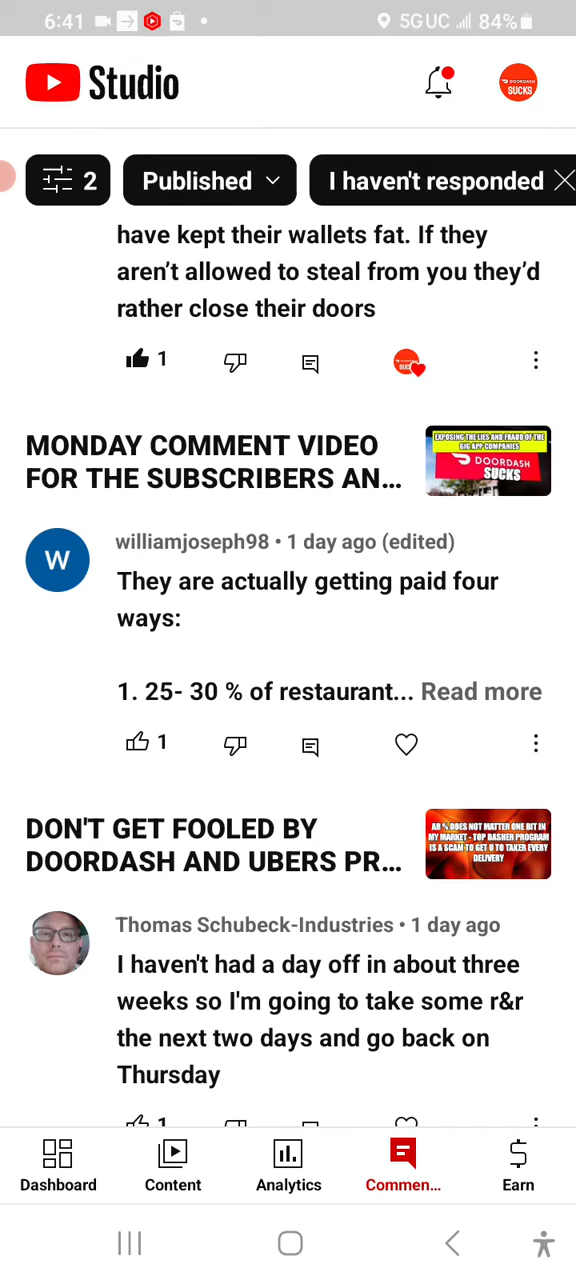 6:41
5G UC 84%
Studio
DOORDASH
SUCKS
2
Published
I haven't responded
have kept their wallets fat. If they
aren’t allowed to steal from you they’d
rather close their doors
1
MONDAY COMMENT VIDEO
FOR THE SUBSCRIBERS AN...
EXPOSING THE LIES AND FRAUD OF THE
GIG APP COMPANIES
DOORDASH
SUCKS
W
williamjoseph98 • 1 day ago (edited)
They are actually getting paid four
ways:
1. 25- 30 % of restaurant... Read more
1
DON'T GET FOOLED BY
DOORDASH AND UBERS PR...
AR % DOES NOT MATTER ONE BIT IN
MY MARKET - TOP DASHER PROGRAM
IS A SCAM TO GET U TO TAKER EVERY
DELIVERY
Thomas Schubeck-Industries • 1 day ago
I haven't had a day off in about three
weeks so I'm going to take some r&r
the next two days and go back on
Thursday
1
Dashboard
Content
Analytics
Commen...
Earn